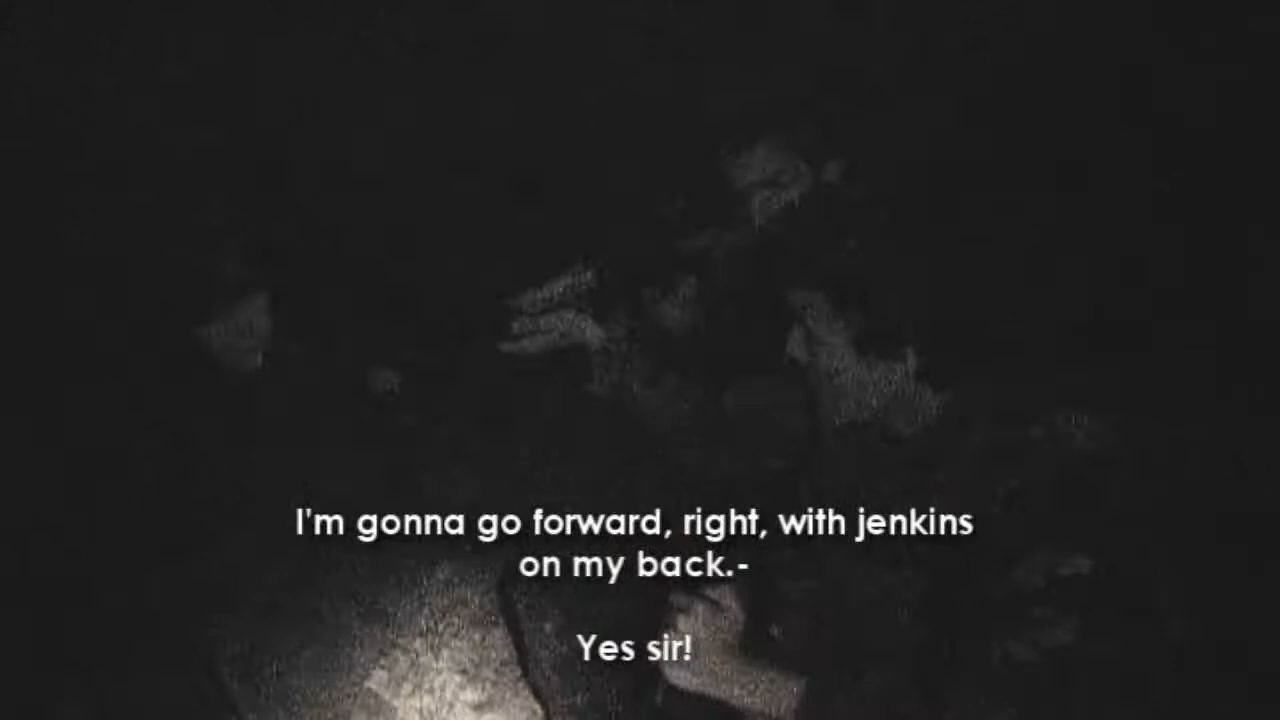 I'm gonna go forward, right, with jenkins
on my back.-
Yes sir!